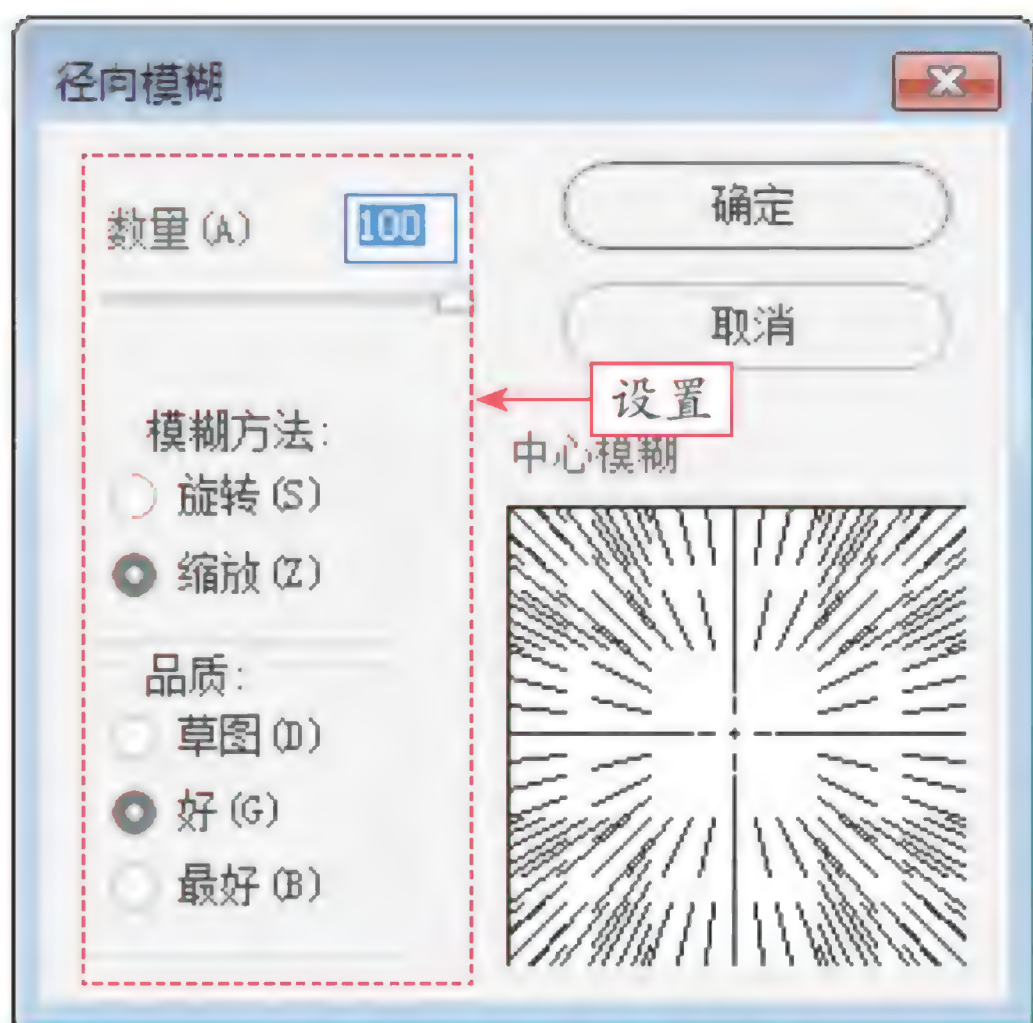 径向模糊
数量(A)
100
模糊方法:
旋转(S)
缩放(Z)
品质:
草图(D)
好(G)
最好(B)
确定
取消
设置
中心模糊